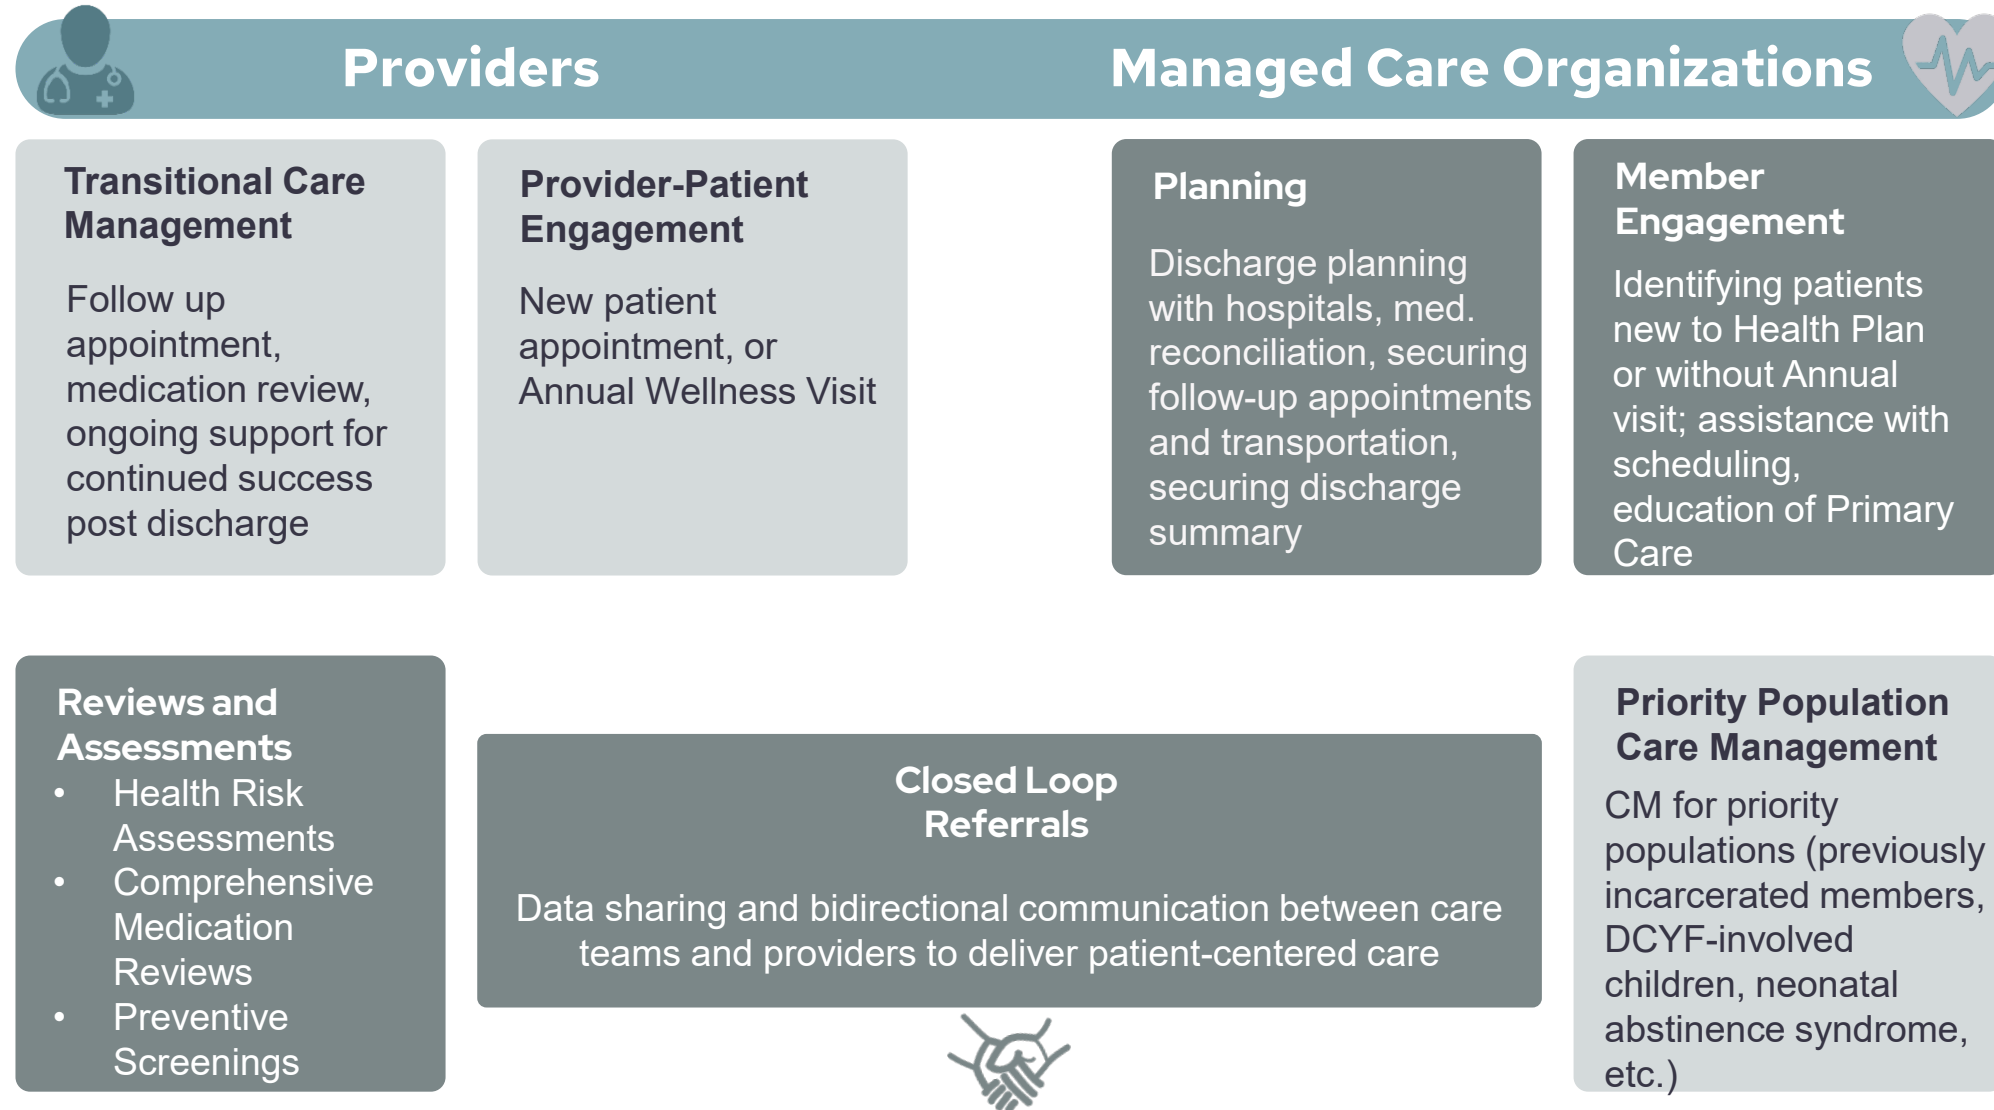 Providers
Managed Care Organizations
Transitional Care
Management
Follow up
appointment,
medication review,
ongoing support for
continued success
post discharge
Provider-Patient
Engagement
New patient
appointment, or
Annual Wellness Visit
Planning
Discharge planning
with hospitals, med.
reconciliation, securing
follow-up appointments
and transportation,
securing discharge
summary
Member
Engagement
Identifying patients
new to Health Plan
or without Annual
visit; assistance with
scheduling,
education of Primary
Care
Reviews and
Assessments
• Health Risk
Assessments
• Comprehensive
Medication
Reviews
• Preventive
Screenings
Closed Loop
Referrals
Data sharing and bidirectional communication between care
teams and providers to deliver patient-centered care
Priority Population
Care Management
CM for priority
populations (previously
incarcerated members,
DCYF-involved
children, neonatal
abstinence syndrome,
etc.)